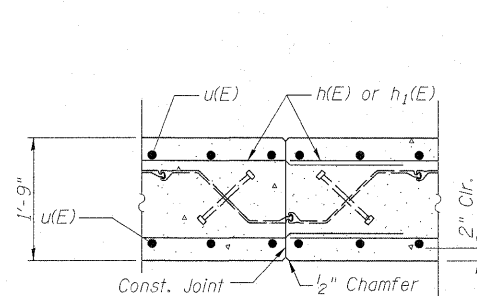 u(E)
h(E) or h₁(E)
1'-9"
u(E)
2" Clr.
Const. Joint
½" Chamfer